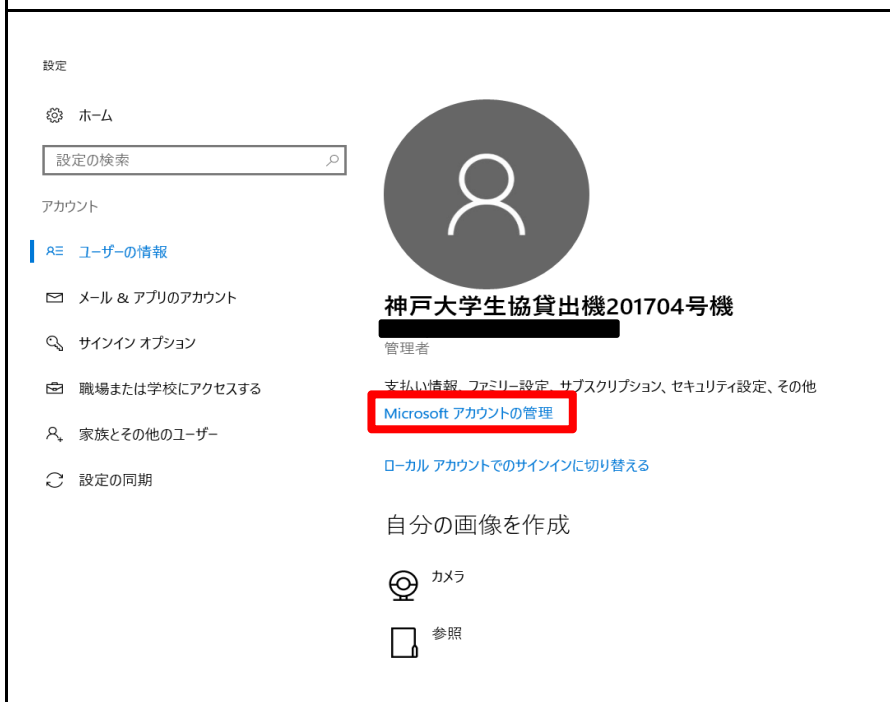 設定
ホーム
設定の検索
アカウント
ユーザーの情報
メール & アプリのアカウント
サインイン オプション
職場または学校にアクセスする
家族とその他のユーザー
設定の同期
神戸大学生協貸出機201704号機
管理者
支払い情報、ファミリー設定、サブスクリプション、セキュリティ設定、その他
Microsoft アカウントの管理
ローカル アカウントでのサインインに切り替える
自分の画像を作成
カメラ
参照